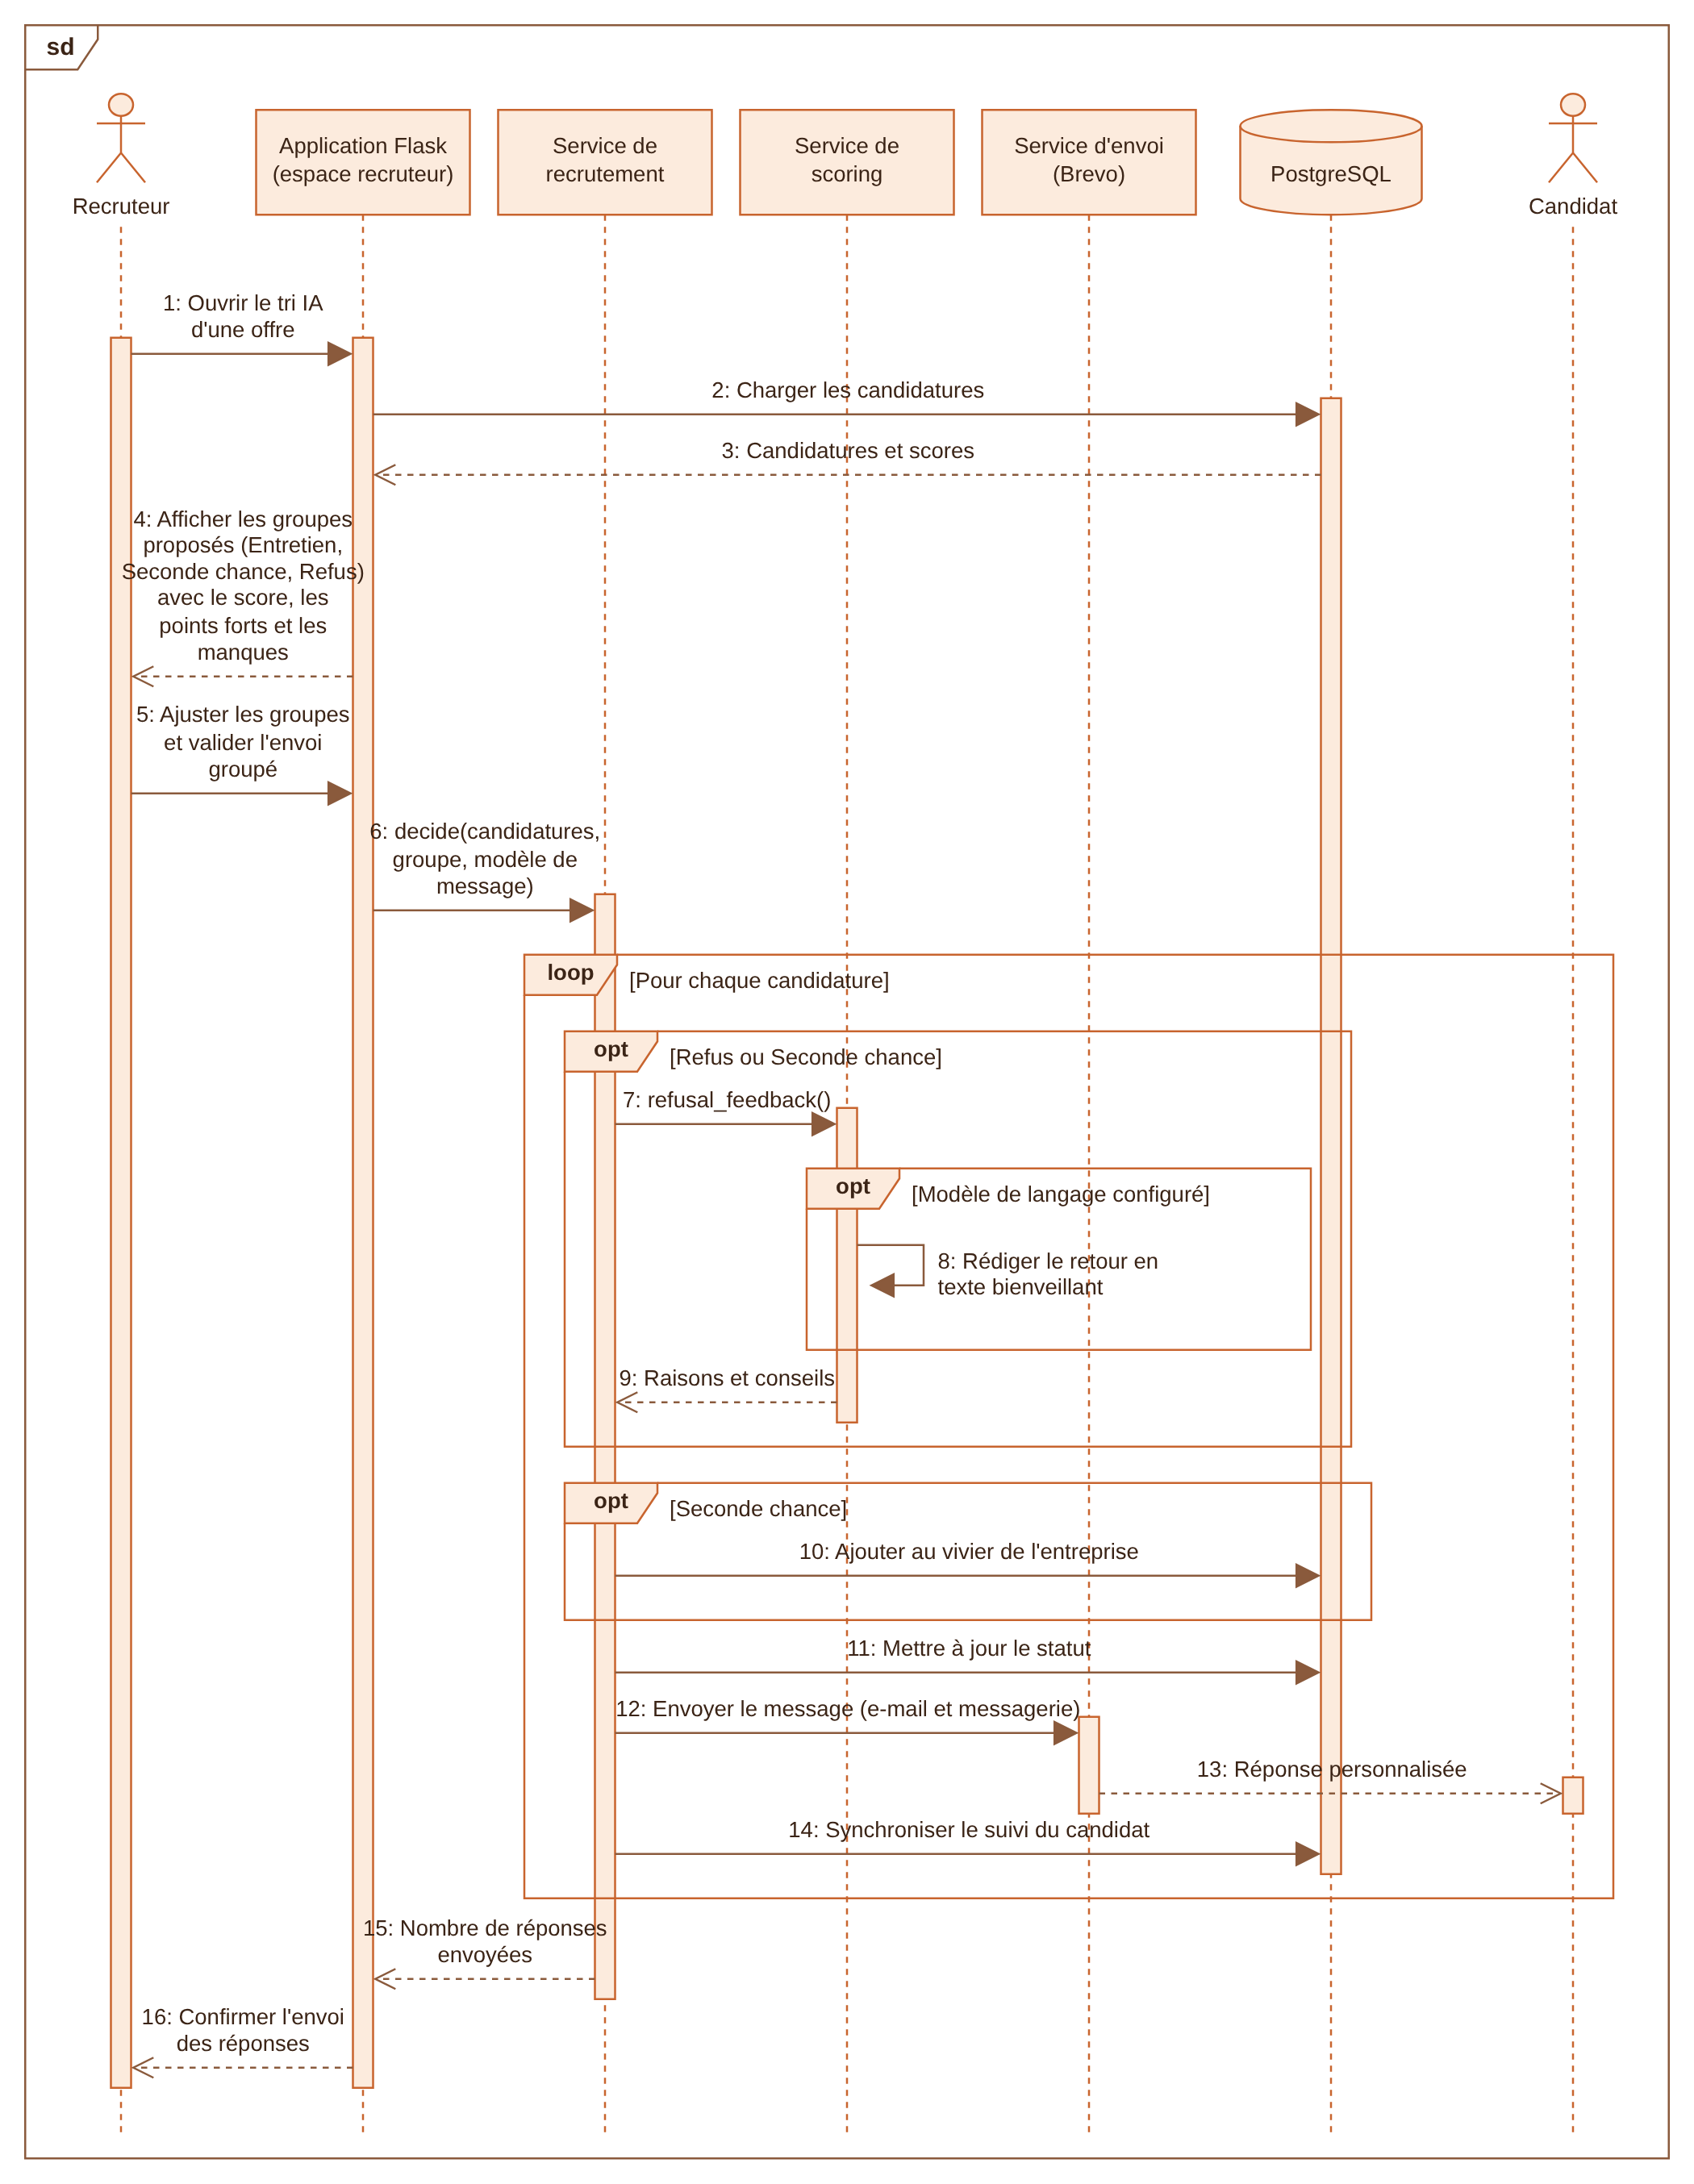 sd
Recruteur
Application Flask
(espace recruteur)
Service de
recrutement
Service de
scoring
Service d'envoi
(Brevo)
PostgreSQL
Candidat
1: Ouvrir le tri IA
d'une offre
2: Charger les candidatures
3: Candidatures et scores
4: Afficher les groupes
proposés (Entretien,
Seconde chance, Refus)
avec le score, les
points forts et les
manques
5: Ajuster les groupes
et valider l'envoi
groupé
6: decide(candidatures,
groupe, modèle de
message)
loop [Pour chaque candidature]
opt [Refus ou Seconde chance]
7: refusal_feedback()
opt [Modèle de langage configuré]
8: Rédiger le retour en
texte bienveillant
9: Raisons et conseils
opt [Seconde chance]
10: Ajouter au vivier de l'entreprise
11: Mettre à jour le statut
12: Envoyer le message (e-mail et messagerie)
13: Réponse personnalisée
14: Synchroniser le suivi du candidat
15: Nombre de réponses
envoyées
16: Confirmer l'envoi
des réponses